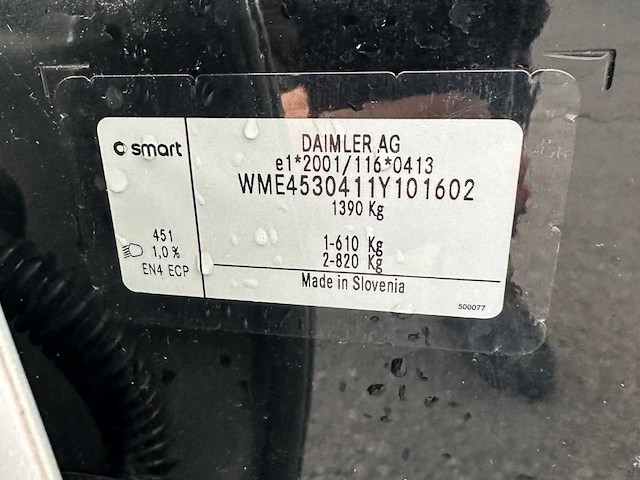 smart
451
1,0 %
EN4 ECP
DAIMLER AG
e1*2001/116*0413
WME4530411Y101602
1390 Kg
1-610 Kg
2-820 Kg
Made in Slovenia
500077